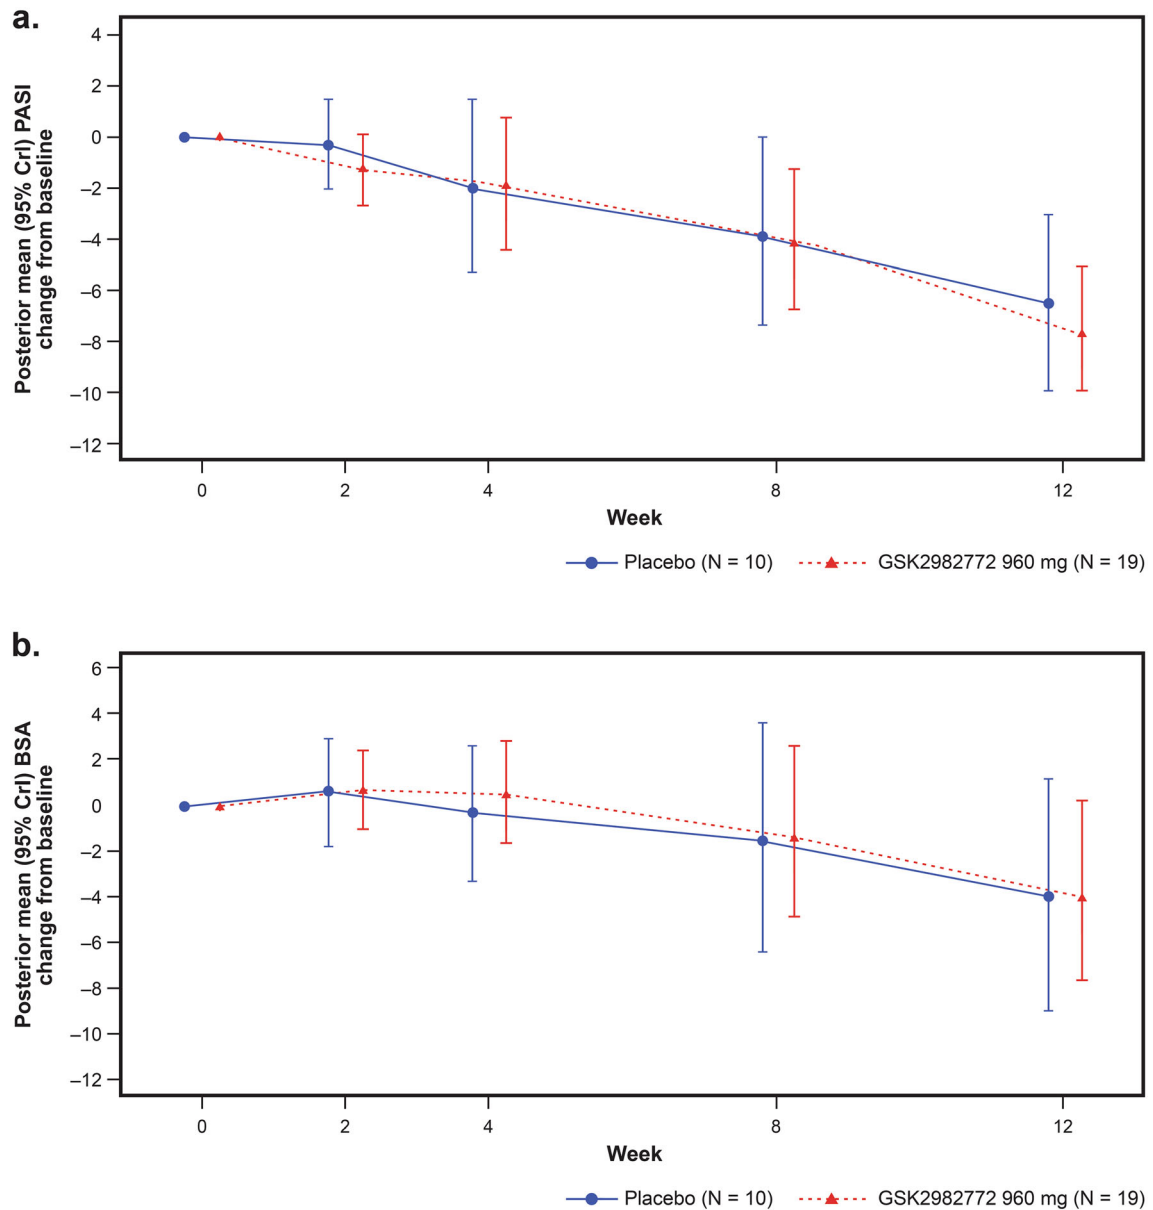 a.
Posterior mean (95% CrI) PASI
change from baseline
4
2
0
–2
–4
–6
–8
–10
–12
0 2 4 8 12
Week
Placebo (N = 10) GSK2982772 960 mg (N = 19)
b.
Posterior mean (95% CrI) BSA
change from baseline
6
4
2
0
–2
–4
–6
–8
–10
–12
0 2 4 8 12
Week
Placebo (N = 10) GSK2982772 960 mg (N = 19)